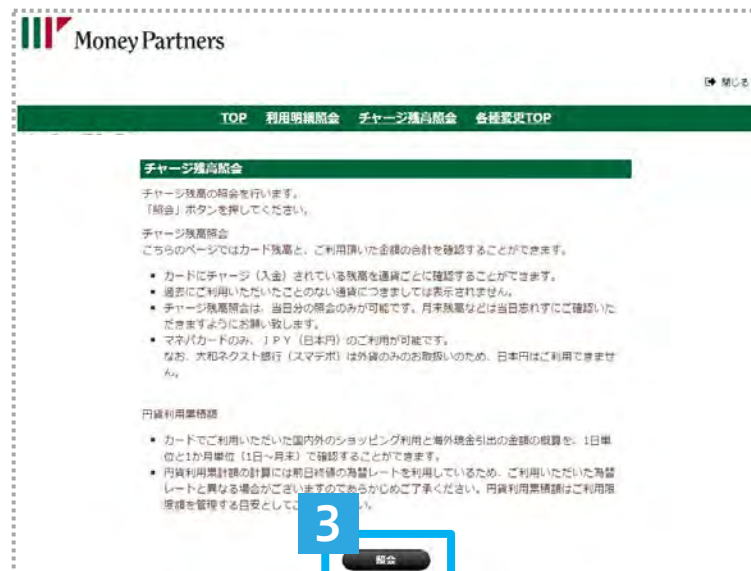 Money Partners
閉じる
TOP 利用明細照会 チャージ残高照会 各種変更TOP
チャージ残高照会
チャージ残高の照会を行います。
「照会」ボタンを押してください。
チャージ残高照会
こちらのページではカード残高と、ご利用頂いた金額の合計を確認することができます。
▪ カードにチャージ（入金）されている残高を通貨ごとに確認することができます。
▪ 過去にご利用いただいたことのない通貨につきましては表示されません。
▪ チャージ残高照会は、当日分の照会のみが可能です。月末残高などは当日忘れずにご確認いた
だきますようにお願い致します。
▪ マネパカードのみ、ＪＰＹ（日本円）のご利用が可能です。
なお、大和ネクスト銀行（スマデポ）は外貨のみのお取扱いのため、日本円はご利用できませ
ん。
円貨利用累積額
▪ カードでご利用いただいた国内外のショッピング利用と海外現金引出の金額の概算を、1日単
位と1か月単位（1日～月末）で確認することができます。
▪ 円貨利用累計額の計算には前日終値の為替レートを利用しているため、ご利用いただいた為替
レートと異なる場合がございますのであらかじめご了承ください。円貨利用累積額はご利用限
度額を管理する目安としてご い。
3
照会